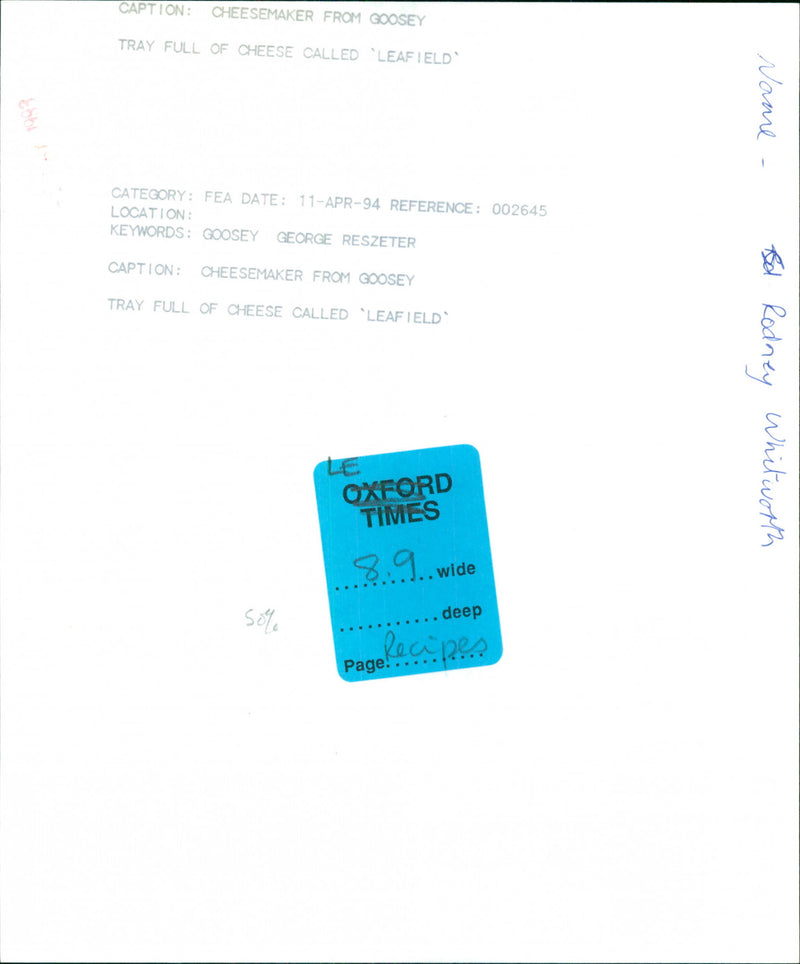 CAPTION: CHEESEMAKER FROM GOOSEY
TRAY FULL OF CHEESE CALLED `LEAFIELD`
CATEGORY: FEA DATE: 11-APR-94 REFERENCE: 002645
LOCATION:
KEYWORDS: GOOSEY GEORGE RESZETER
CAPTION: CHEESEMAKER FROM GOOSEY
TRAY FULL OF CHEESE CALLED `LEAFIELD`
LE
OXFORD
TIMES
8.9 wide
deep
Page: Recipes
50%
Name - Rodney Whitworth